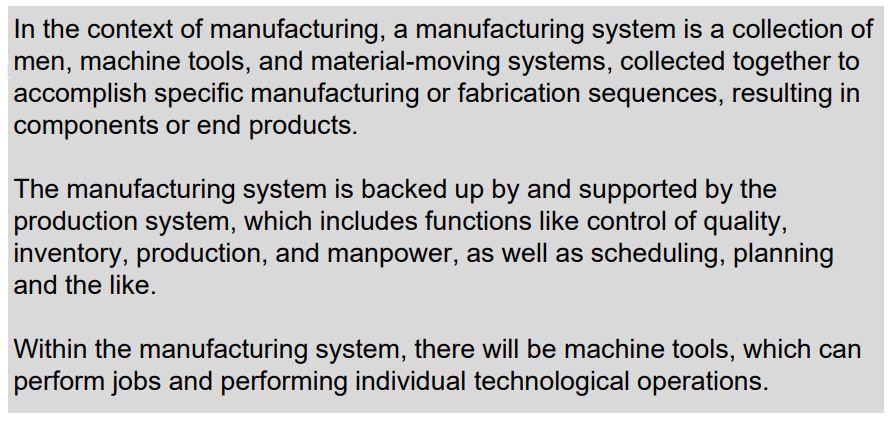 In the context of manufacturing, a manufacturing system is a collection of
men, machine tools, and material-moving systems, collected together to
accomplish specific manufacturing or fabrication sequences, resulting in
components or end products.
The manufacturing system is backed up by and supported by the
production system, which includes functions like control of quality,
inventory, production, and manpower, as well as scheduling, planning
and the like.
Within the manufacturing system, there will be machine tools, which can
perform jobs and performing individual technological operations.